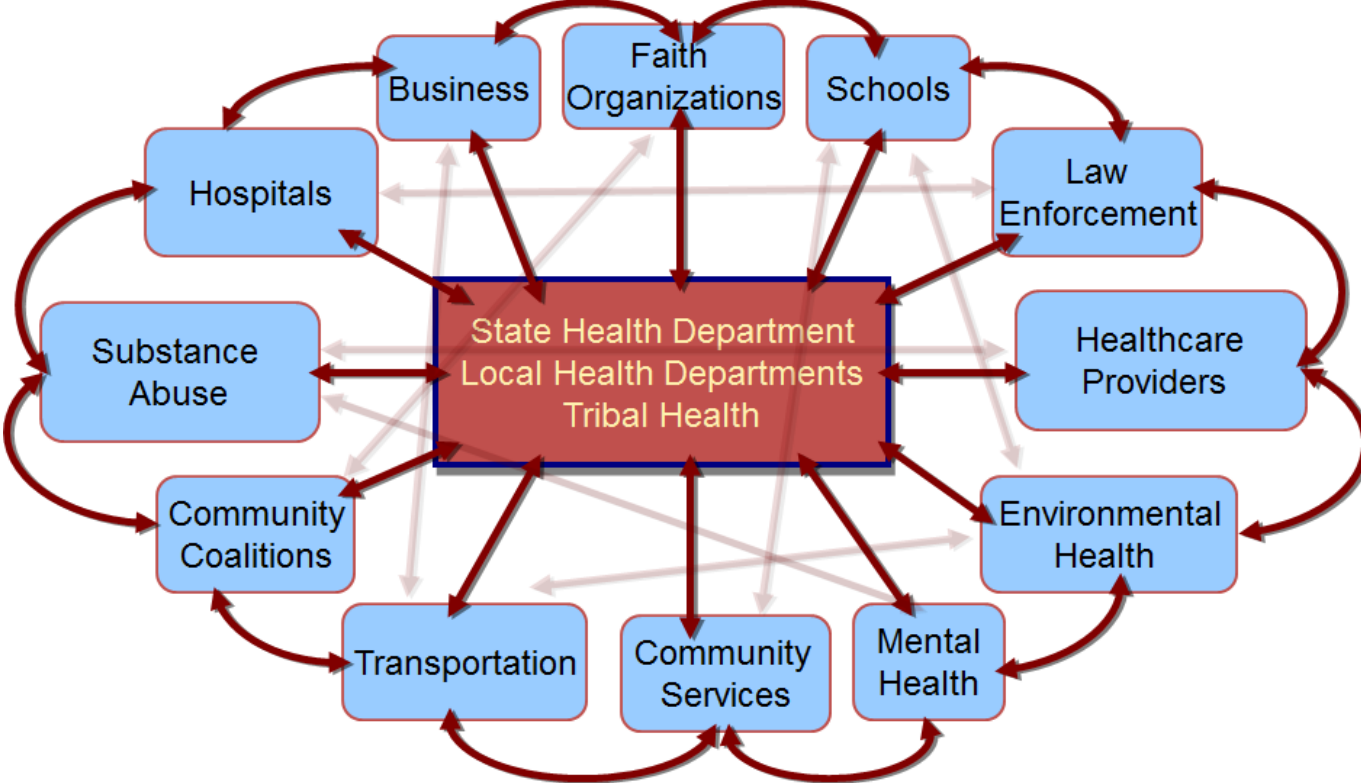 Business
Faith
Organizations
Schools
Hospitals
Law
Enforcement
Substance
Abuse
State Health Department
Local Health Departments
Tribal Health
Healthcare
Providers
Community
Coalitions
Environmental
Health
Transportation
Community
Services
Mental
Health